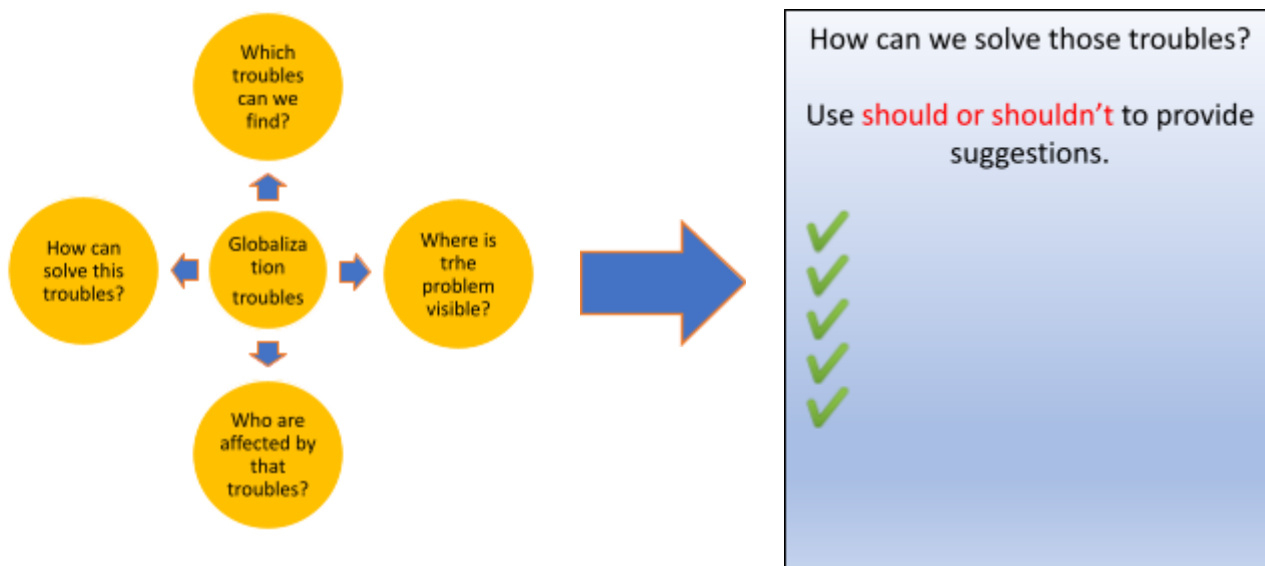 Which
troubles
can we
find?
How can
solve this
troubles?
Globaliza
tion
troubles
Where is
trhe
problem
visible?
Who are
affected by
that
troubles?
How can we solve those troubles?
Use should or shouldn't to provide
suggestions.